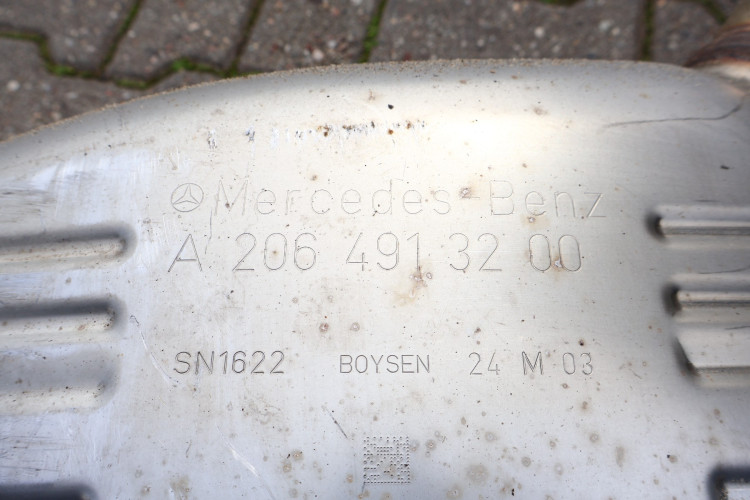 Mercedes-Benz
A 206 491 32 00
SN1622 BOYSEN 24 M 03